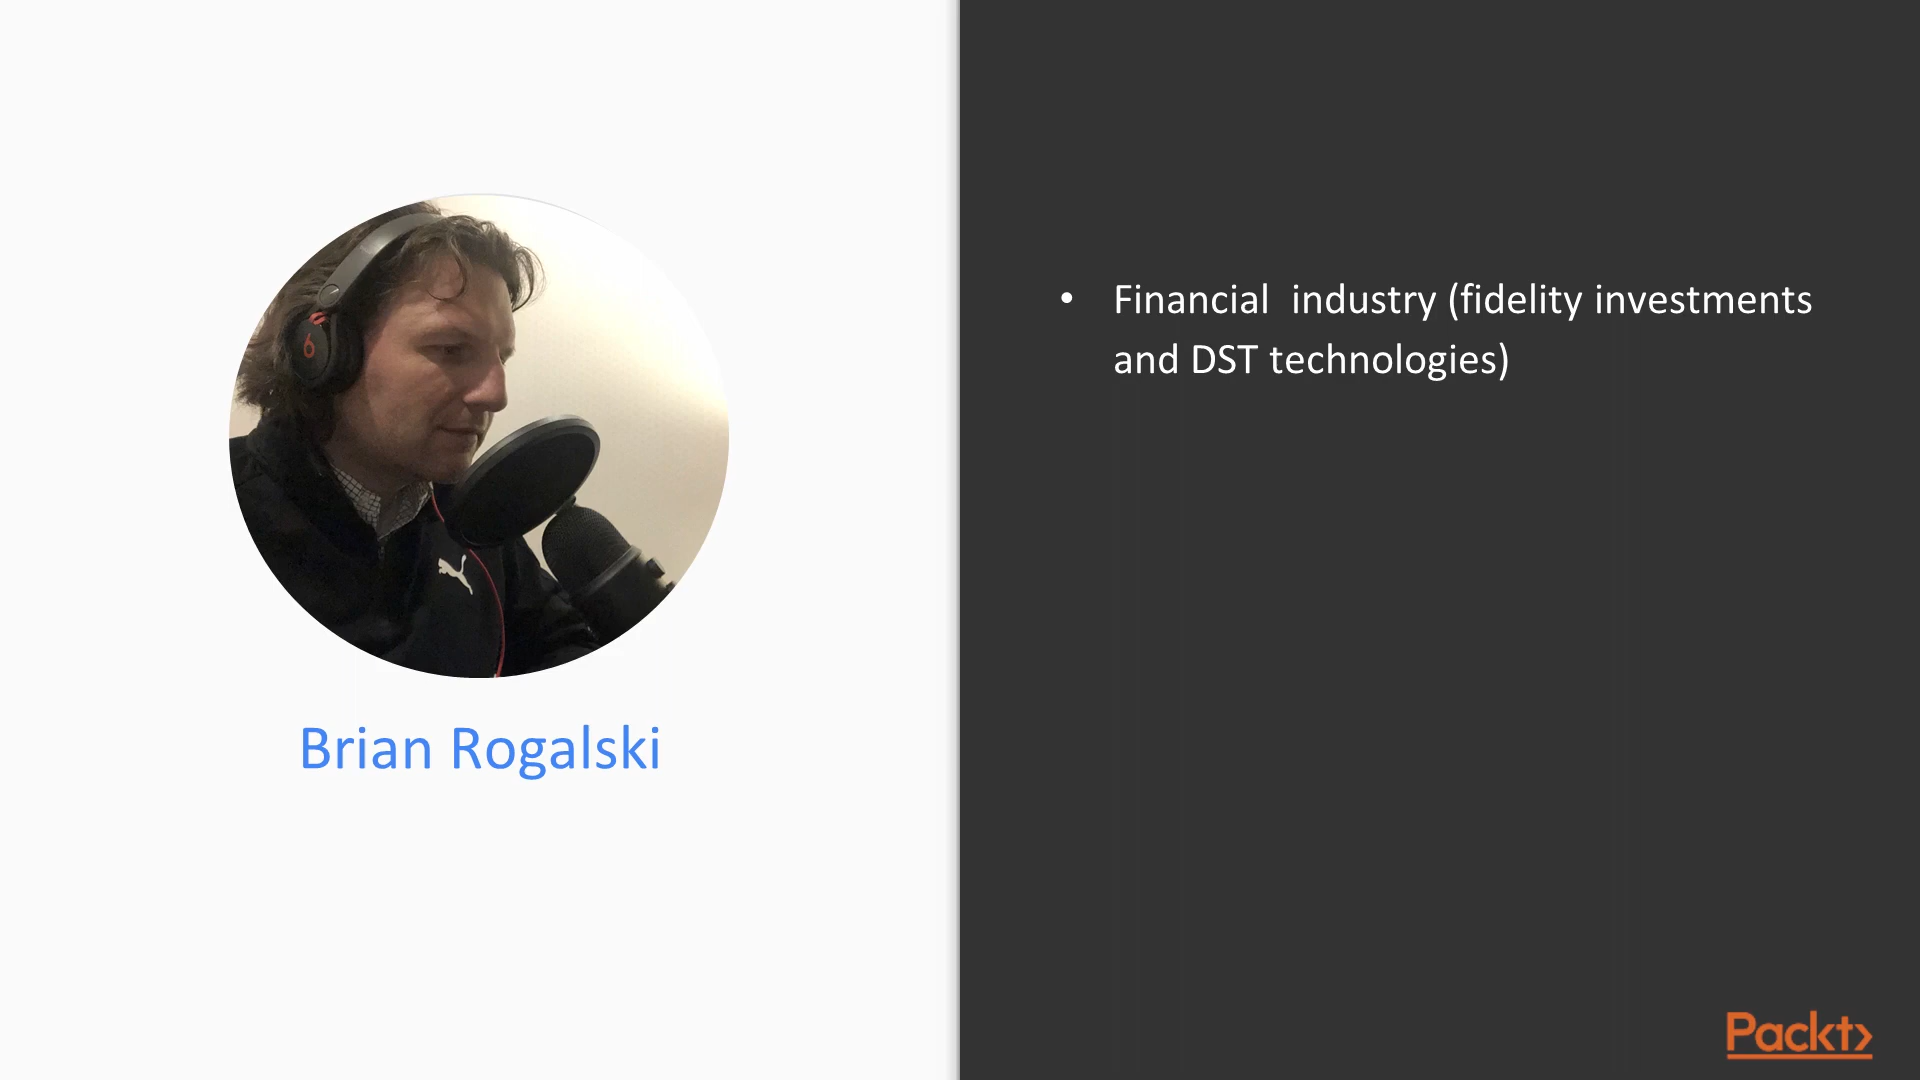 Brian Rogalski
• Financial  industry (fidelity investments
and DST technologies)
Packt>